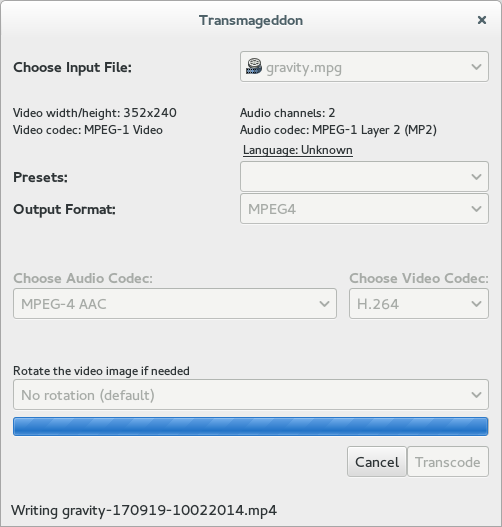 Transmageddon
Choose Input File: gravity.mpg
Video width/height: 352x240 Audio channels: 2
Video codec: MPEG-1 Video Audio codec: MPEG-1 Layer 2 (MP2)
Language: Unknown
Presets:
Output Format: MPEG4
Choose Audio Codec: Choose Video Codec:
MPEG-4 AAC H.264
Rotate the video image if needed
No rotation (default)
Cancel Transcode
Writing gravity-170919-10022014.mp4